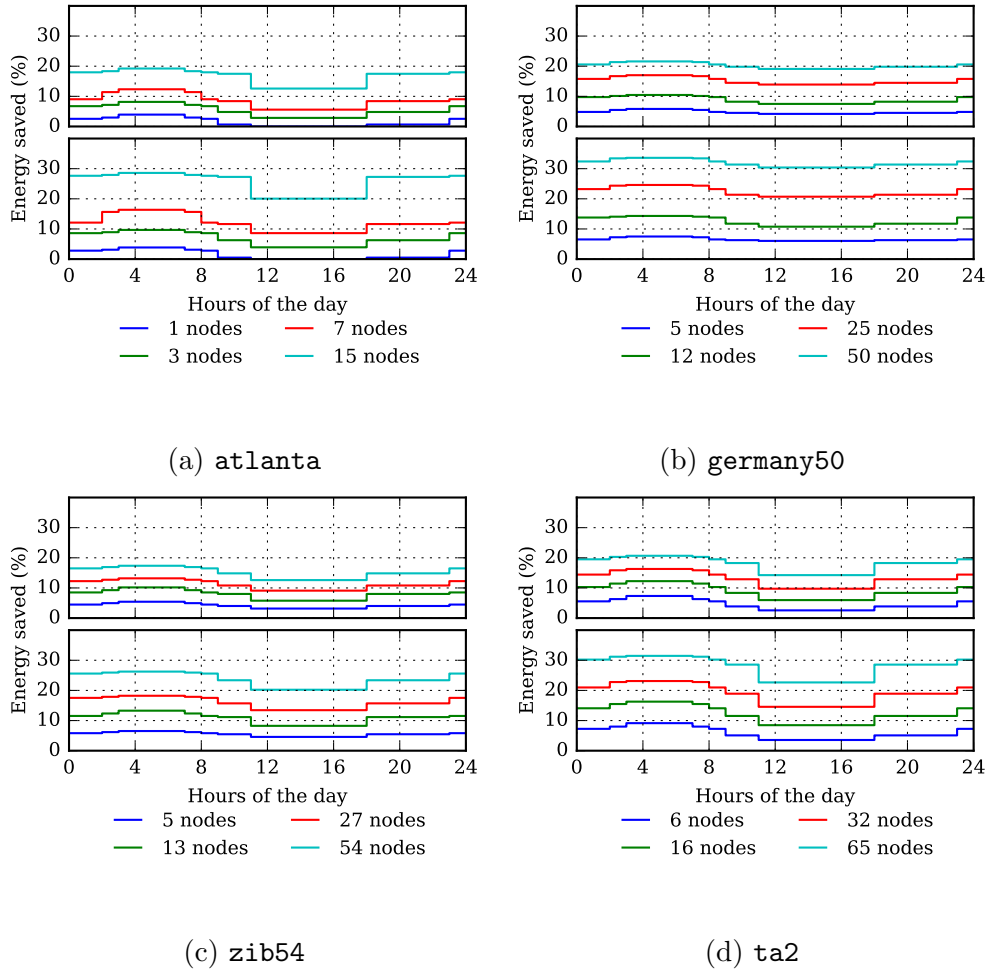 Energy saved (%)
40
30
20
10
0
30
20
10
0
0 4 8 12 16 20 24
Hours of the day
1 nodes 7 nodes
3 nodes 15 nodes
(a) atlanta
Energy saved (%)
30
20
10
0
30
20
10
0
0 4 8 12 16 20 24
Hours of the day
5 nodes 25 nodes
12 nodes 50 nodes
(b) germany50
Energy saved (%)
30
20
10
0
30
20
10
0
0 4 8 12 16 20 24
Hours of the day
5 nodes 27 nodes
13 nodes 54 nodes
(c) zib54
Energy saved (%)
30
20
10
0
30
20
10
0
0 4 8 12 16 20 24
Hours of the day
6 nodes 32 nodes
16 nodes 65 nodes
(d) ta2